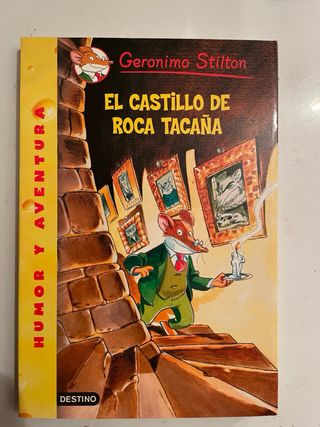 Geronimo Stilton
EL CASTILLO DE
ROCA TACAÑA
HUMOR Y AVENTURA
DESTINO